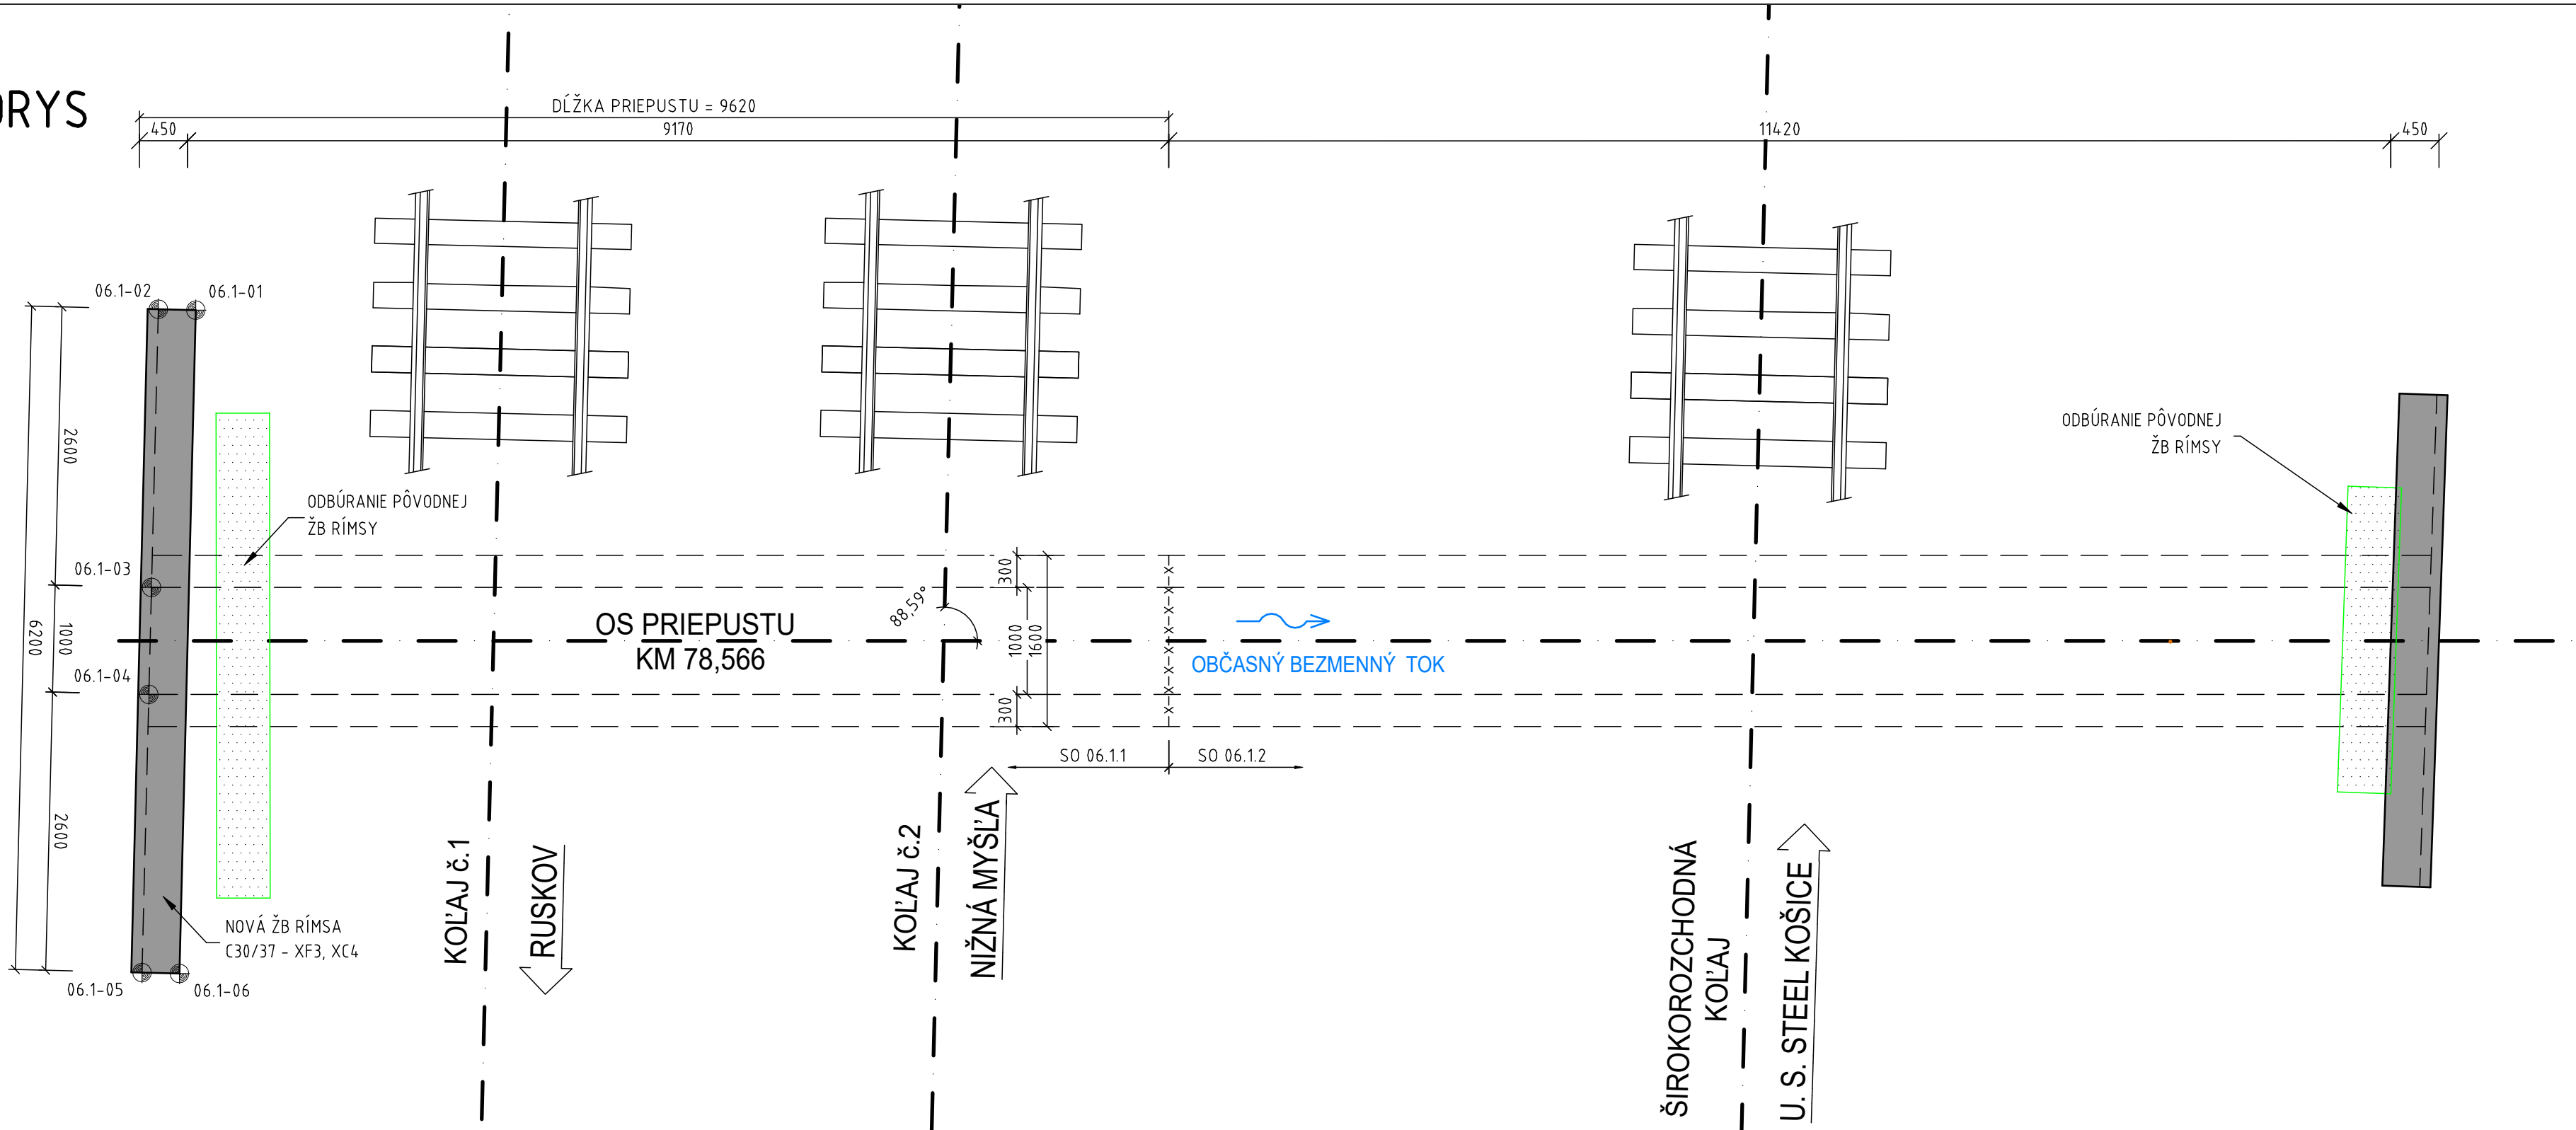 DĹŽKA PRIEPUSTU = 9620
450
9170
11420
450
06.1-02
06.1-01
2600
6200
1000
2600
06.1-03
06.1-04
06.1-05
06.1-06
ODBÚRANIE PÔVODNEJ
ŽB RÍMSY
NOVÁ ŽB RÍMSA
C30/37 - XF3, XC4
OS PRIEPUSTU
KM 78,566
88,59°
300
1000
1600
300
OBČASNÝ BEZMENNÝ TOK
SO 06.1.1
SO 06.1.2
KOĽAJ č.1
RUSKOV
KOĽAJ č.2
NIŽNÁ MYŠĽA
ŠIROKOROZCHODNÁ
KOĽAJ
U. S. STEEL KOŠICE
ODBÚRANIE PÔVODNEJ
ŽB RÍMSY